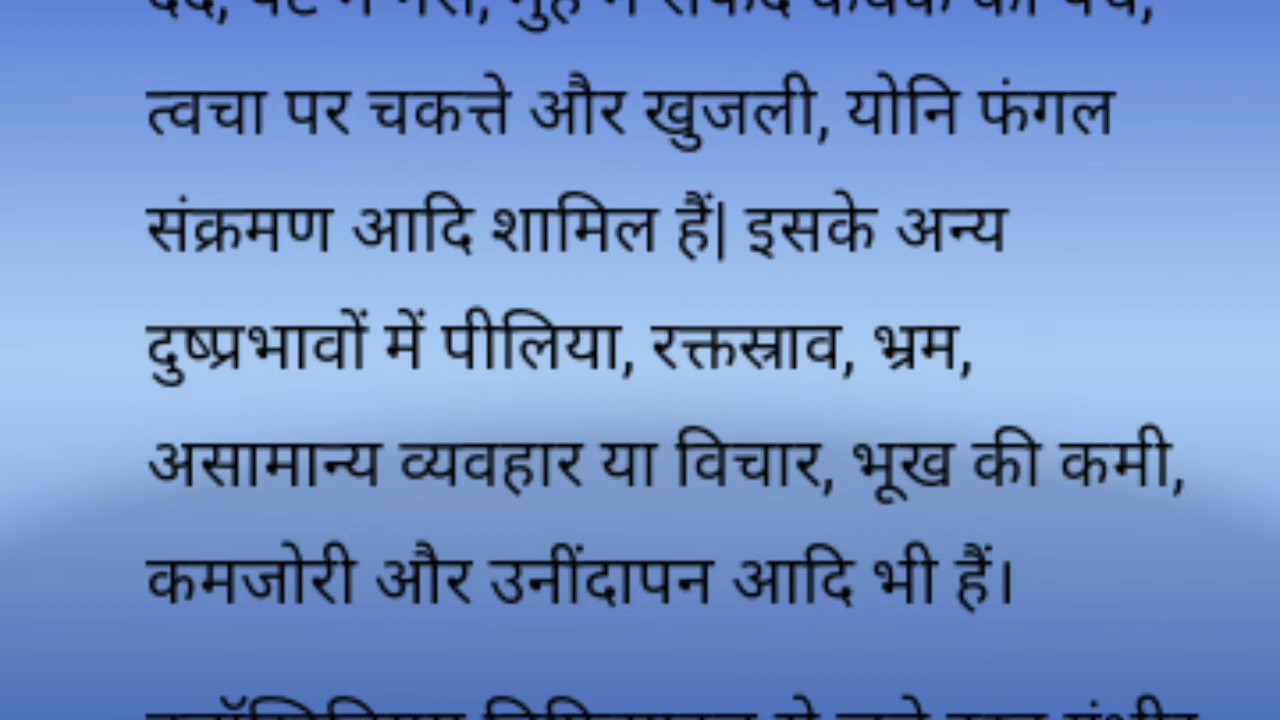 त्वचा पर चकत्ते और खुजली, योनि फंगल
संक्रमण आदि शामिल हैं| इसके अन्य
दुष्प्रभावों में पीलिया, रक्तस्राव, भ्रम,
असामान्य व्यवहार या विचार, भूख की कमी,
कमजोरी और उनींदापन आदि भी हैं।